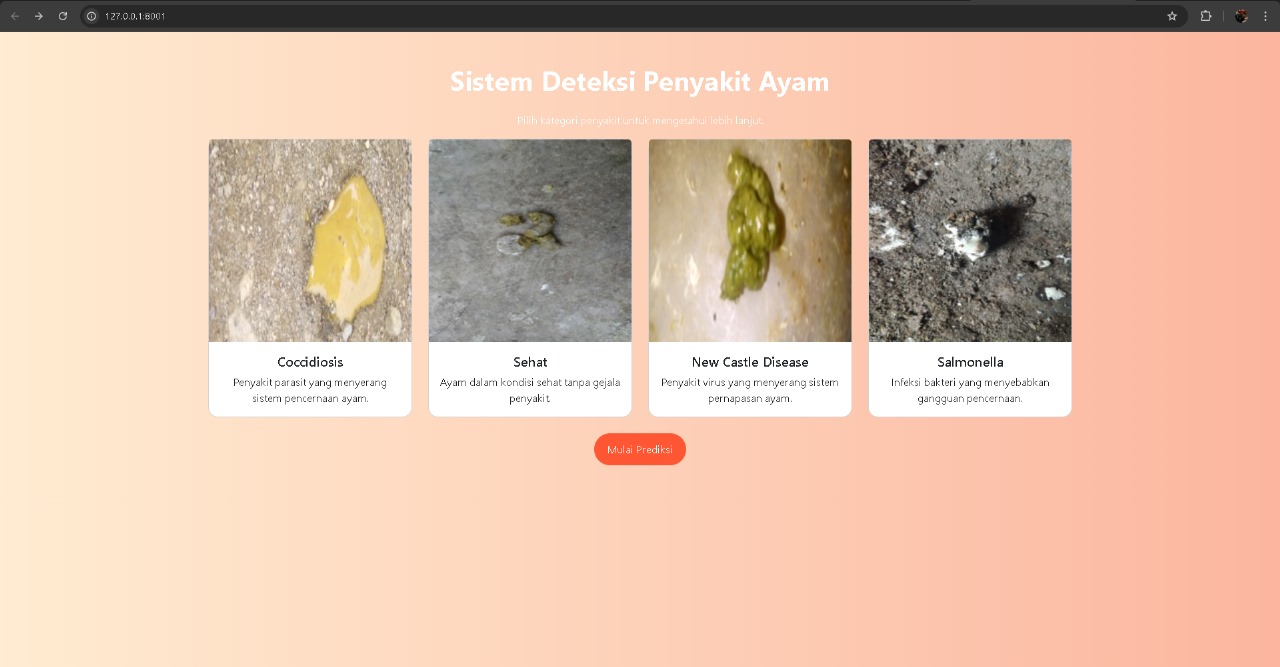 127.0.0.1:8001
Sistem Deteksi Penyakit Ayam
Pilih kategori penyakit untuk mengetahui lebih lanjut.
Coccidiosis
Penyakit parasit yang menyerang
sistem pencernaan ayam.
Sehat
Ayam dalam kondisi sehat tanpa gejala
penyakit.
New Castle Disease
Penyakit virus yang menyerang sistem
pernapasan ayam.
Salmonella
Infeksi bakteri yang menyebabkan
gangguan pencernaan.
Mulai Prediksi